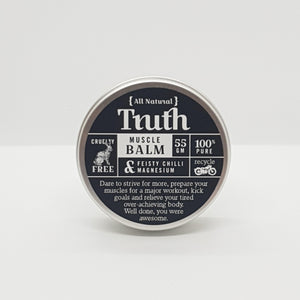 { All Natural }
Truth
CRUELTY
FREE
MUSCLE
BALM
& FEISTY CHILLI
MAGNESIUM
55
GM
100%
PURE
recycle
Dare to strive for more, prepare your
muscles for a major workout, kick
goals and relieve your tired
over-achieving body.
Well done, you were
awesome.